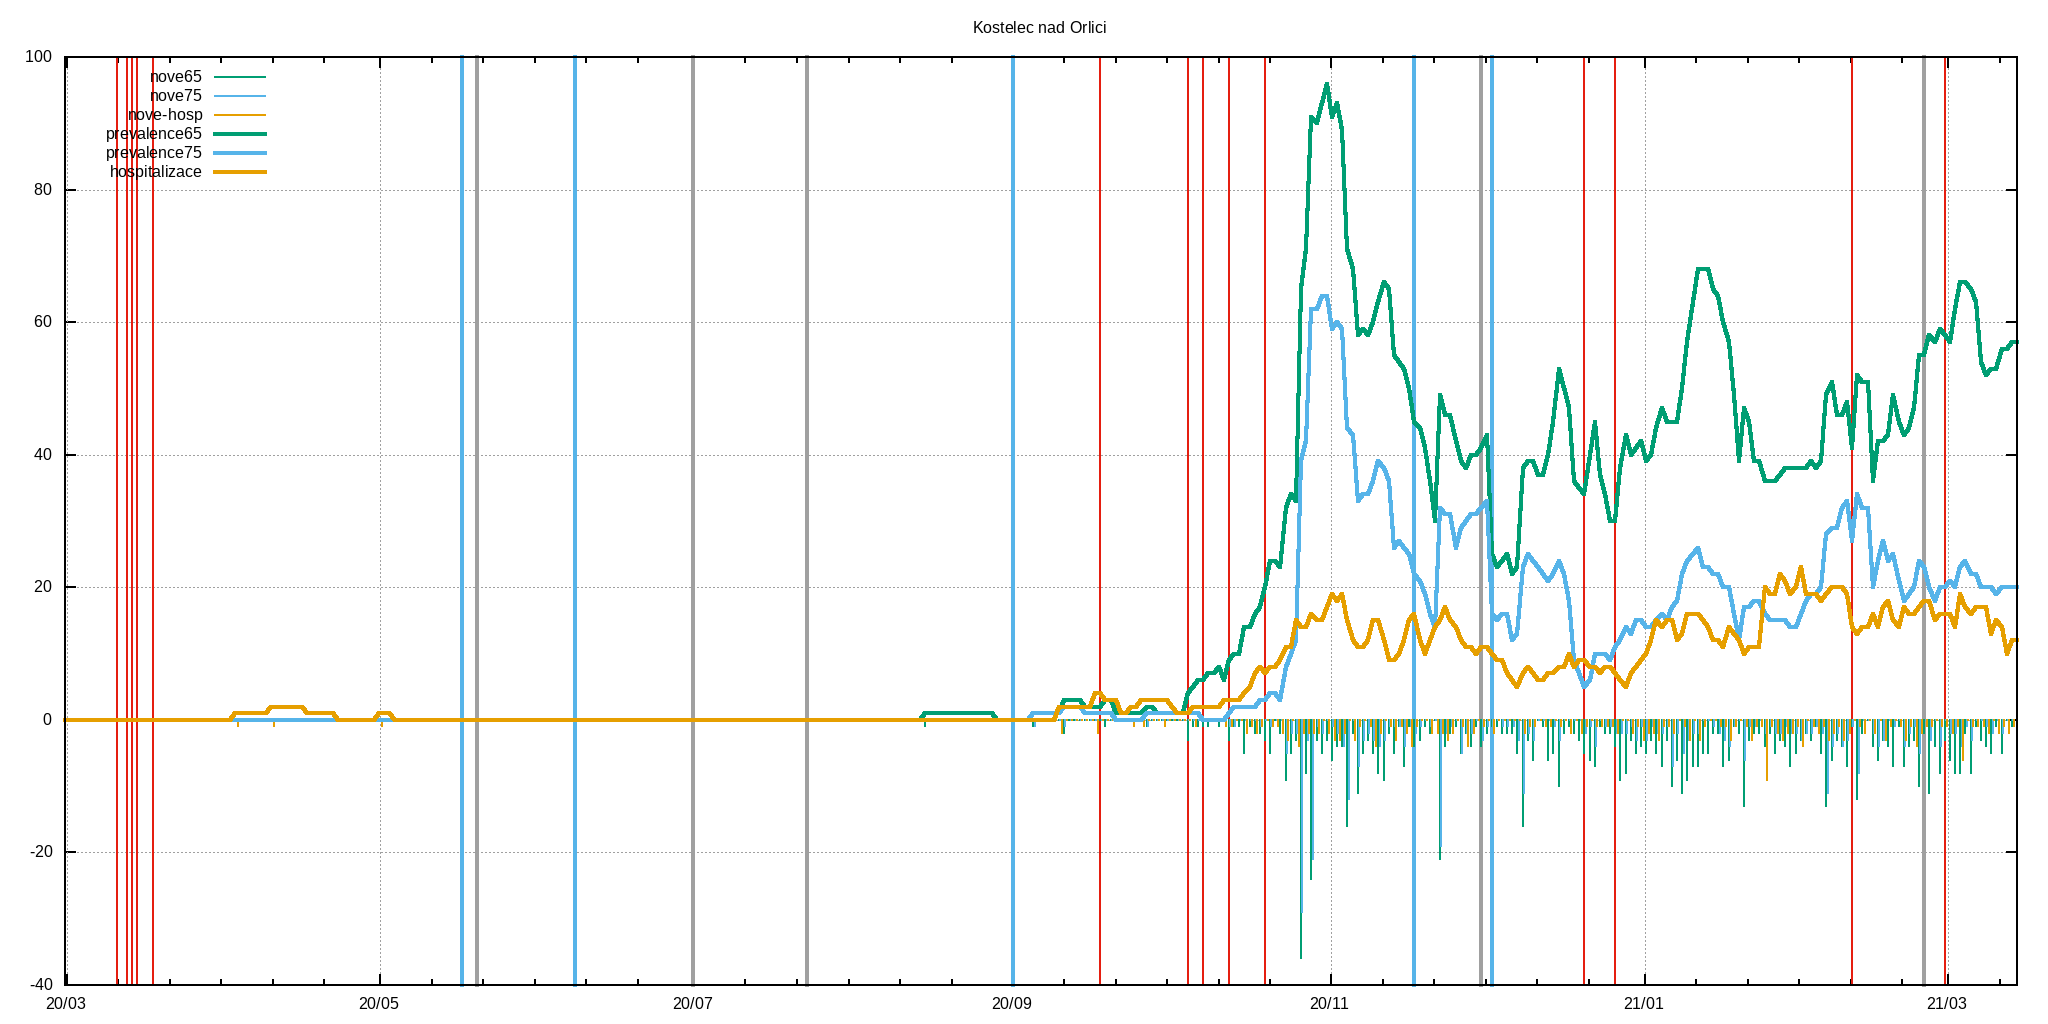 Kostelec nad Orlici
100
nove65
nove75
nove-hosp
prevalence65
prevalence75
hospitalizace
80
60
40
20
0
-20
-40
20/03 20/05 20/07 20/09 20/11 21/01 21/03